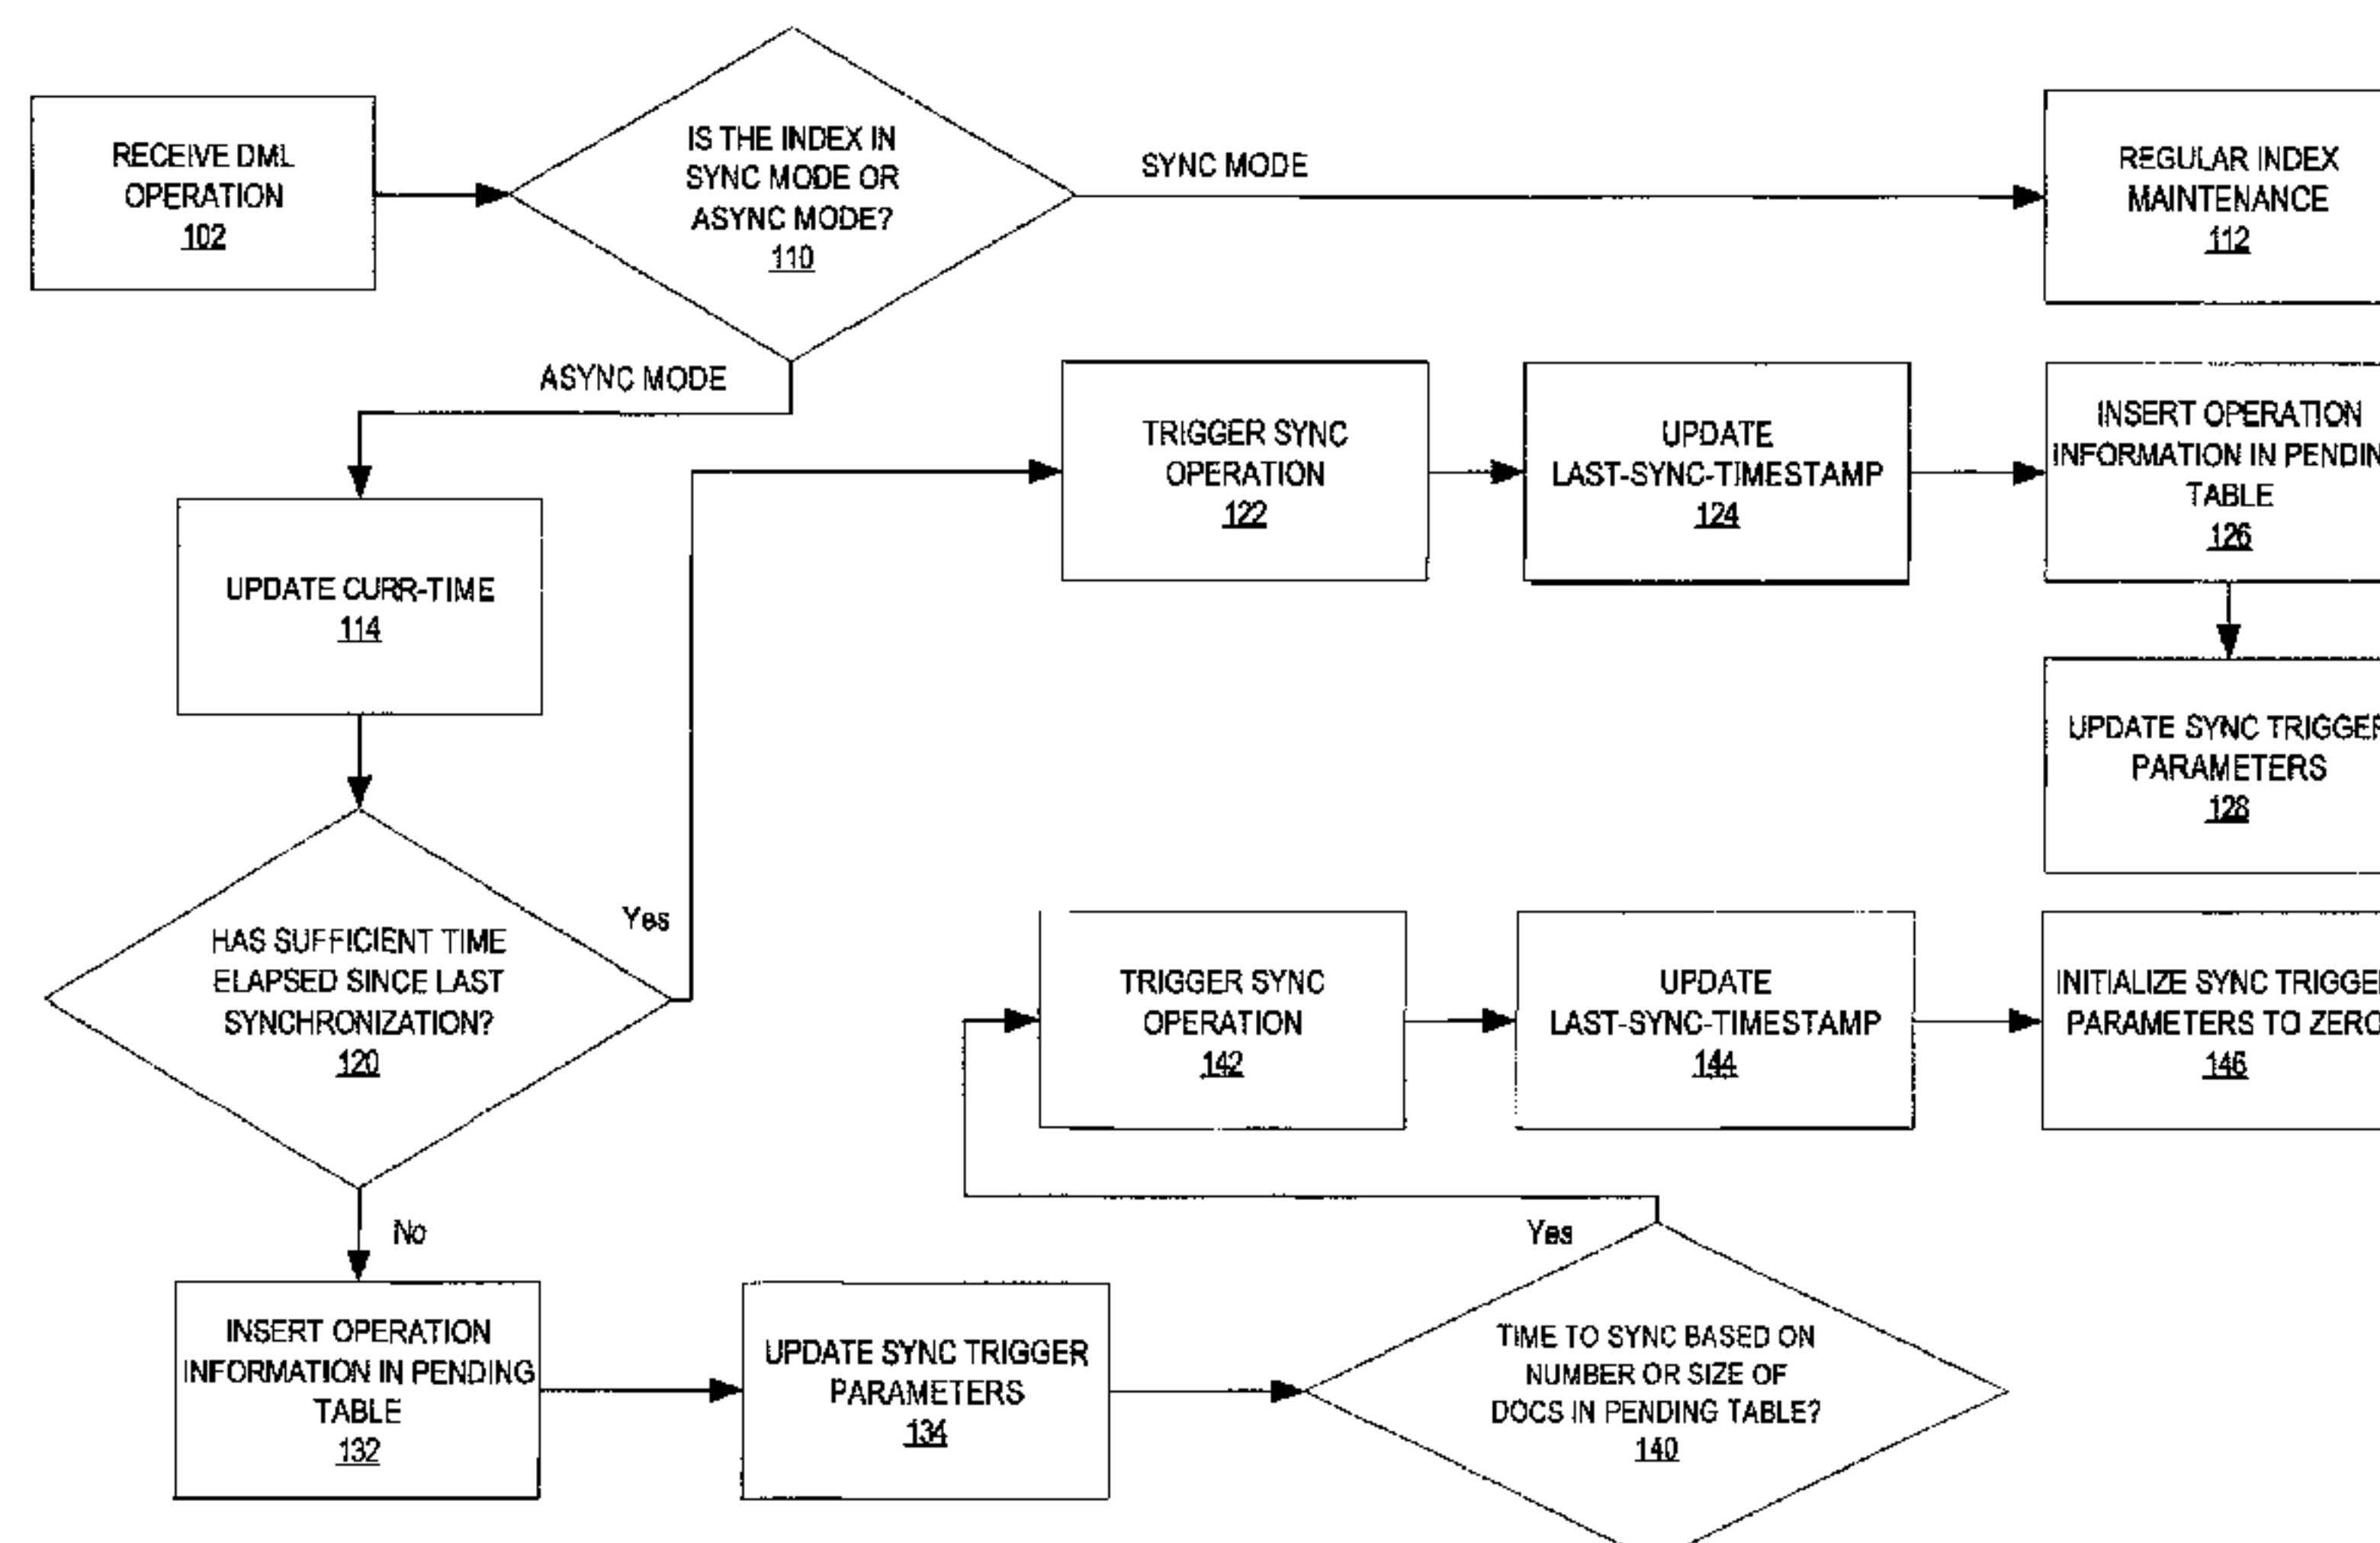 RECEIVE DML
OPERATION
102
IS THE INDEX IN
SYNC MODE OR
ASYNC MODE?
110
SYNC MODE
REGULAR INDEX
MAINTENANCE
112
ASYNC MODE
TRIGGER SYNC
OPERATION
122
UPDATE
LAST-SYNC-TIMESTAMP
124
INSERT OPERATION
INFORMATION IN PENDIN
TABLE
126
UPDATE CURR-TIME
114
UPDATE SYNC TRIGGER
PARAMETERS
128
Yes
HAS SUFFICIENT TIME
ELAPSED SINCE LAST
SYNCHRONIZATION?
120
TRIGGER SYNC
OPERATION
142
UPDATE
LAST-SYNC-TIMESTAMP
144
INITIALIZE SYNC TRIGGER
PARAMETERS TO ZERO
146
No
Yes
INSERT OPERATION
INFORMATION IN PENDING
TABLE
132
UPDATE SYNC TRIGGER
PARAMETERS
134
TIME TO SYNC BASED ON
NUMBER OR SIZE OF
DOCS IN PENDING TABLE?
140